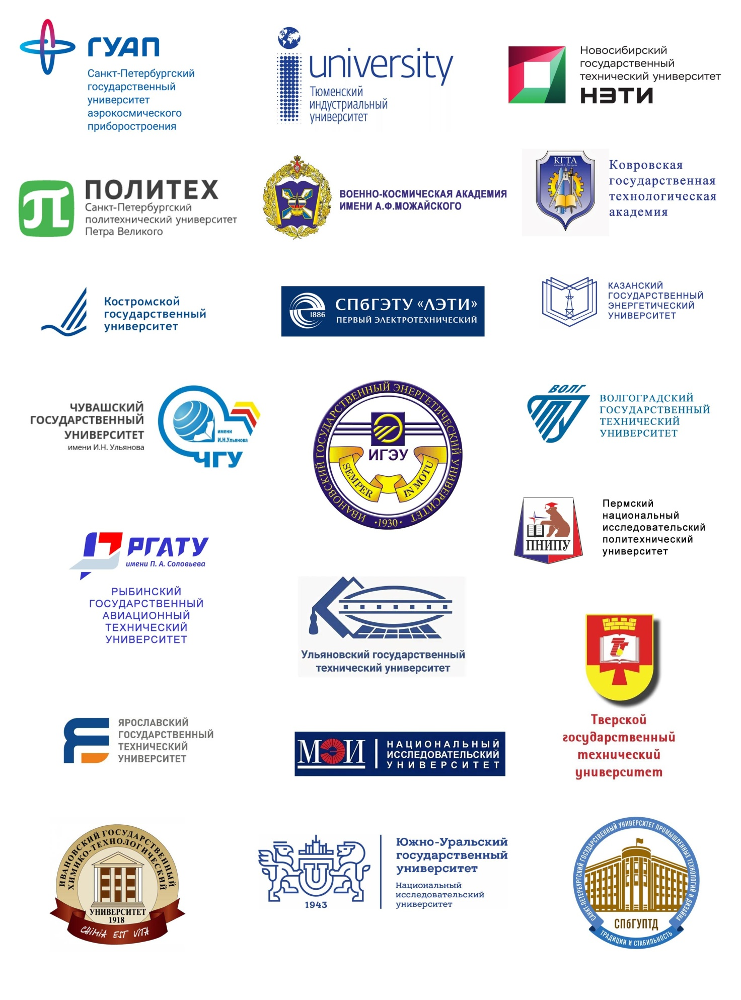 ГУАП
Санкт-Петербургский
государственный
университет
аэрокосмического
приборостроения
university
Тюменский
индустриальный
университет
Новосибирский
государственный
технический университет
НЭТИ
ПОЛИТЕХ
Санкт-Петербургский
политехнический университет
Петра Великого
ВОЕННО-КОСМИЧЕСКАЯ АКАДЕМИЯ
ИМЕНИ А.Ф.МОЖАЙСКОГО
КГТА
имени В.А. Дегтярева
Ковровская
государственная
технологическая
академия
Костромской
государственный
университет
1886
СПбГЭТУ «ЛЭТИ»
ПЕРВЫЙ ЭЛЕКТРОТЕХНИЧЕСКИЙ
КАЗАНСКИЙ
ГОСУДАРСТВЕННЫЙ
ЭНЕРГЕТИЧЕСКИЙ
УНИВЕРСИТЕТ
ЧУВАШСКИЙ
ГОСУДАРСТВЕННЫЙ
УНИВЕРСИТЕТ
имени И.Н. Ульянова
имени
И.Н.Ульянова
ЧГУ
ИВАНОВСКИЙ ГОСУДАРСТВЕННЫЙ ЭНЕРГЕТИЧЕСКИЙ УНИВЕРСИТЕТ
ИГЭУ
SEMPER IN MOTU
·1930·
ВОЛГ
ГТУ
ВОЛГОГРАДСКИЙ
ГОСУДАРСТВЕННЫЙ
ТЕХНИЧЕСКИЙ
УНИВЕРСИТЕТ
ПНИПУ
Пермский
национальный
исследовательский
политехнический
университет
РГАТУ
имени П. А. Соловьева
РЫБИНСКИЙ
ГОСУДАРСТВЕННЫЙ
АВИАЦИОННЫЙ
ТЕХНИЧЕСКИЙ
УНИВЕРСИТЕТ
Ульяновский государственный
технический университет
Тверской
государственный
технический
университет
ЯРОСЛАВСКИЙ
ГОСУДАРСТВЕННЫЙ
ТЕХНИЧЕСКИЙ
УНИВЕРСИТЕТ
МЭИ
НАЦИОНАЛЬНЫЙ
ИССЛЕДОВАТЕЛЬСКИЙ
УНИВЕРСИТЕТ
ИВАНОВСКИЙ ГОСУДАРСТВЕННЫЙ
ХИМИКО-ТЕХНОЛОГИЧЕСКИЙ
УНИВЕРСИТЕТ
1918
CHIMIA EST VITA
1943
Южно-Уральский
государственный
университет
Национальный
исследовательский
университет
САНКТ-ПЕТЕРБУРГСКИЙ ГОСУДАРСТВЕННЫЙ УНИВЕРСИТЕТ ПРОМЫШЛЕННЫХ ТЕХНОЛОГИЙ И ДИЗАЙНА
СПбГУПТД
ТРАДИЦИИ И СТАБИЛЬНОСТЬ